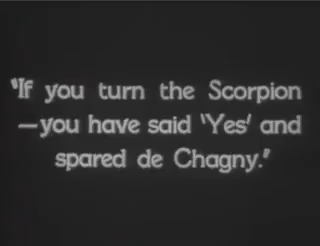 "If you turn the Scorpion
—you have said 'Yes' and
spared de Chagny."